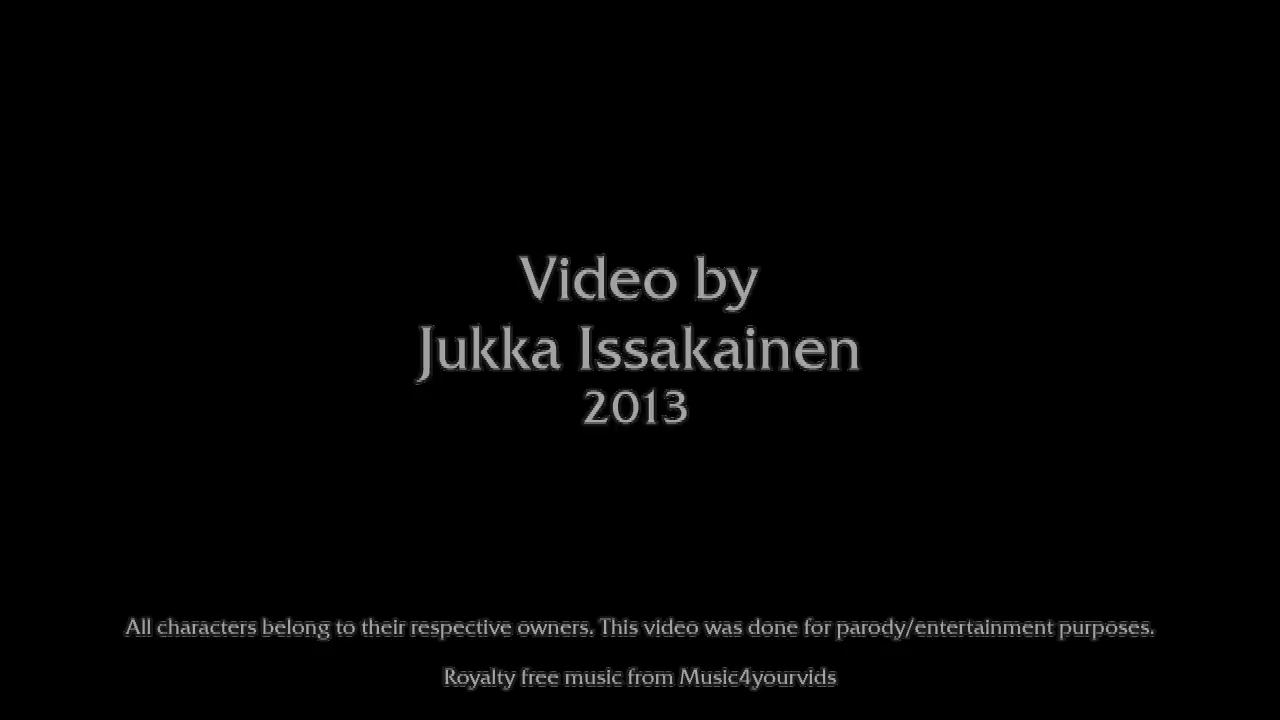 Video by
Jukka Issakainen
2013
All characters belong to their respective owners. This video was done for parody/entertainment purposes.
Royalty free music from Music4yourvids